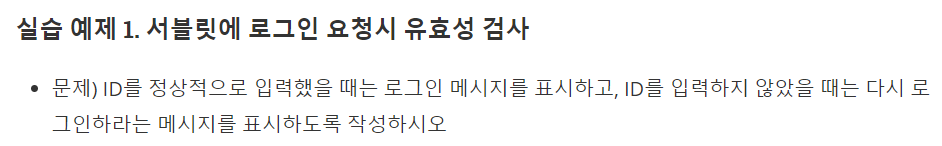 실습 예제 1. 서블릿에 로그인 요청시 유효성 검사
• 문제) ID를 정상적으로 입력했을 때는 로그인 메시지를 표시하고, ID를 입력하지 않았을 때는 다시 로
그인하라는 메시지를 표시하도록 작성하시오